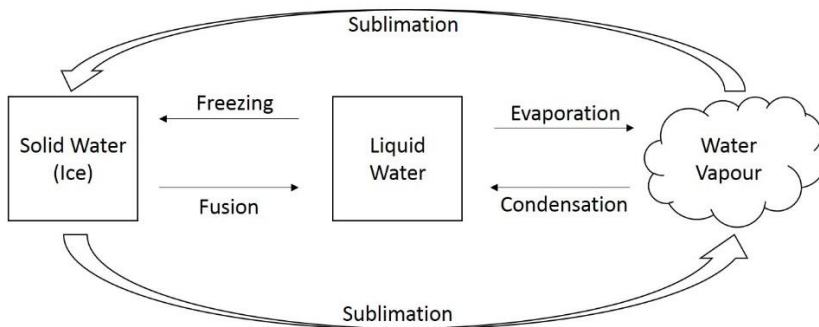 Sublimation
Freezing
Evaporation
Solid Water
(Ice)
Liquid
Water
Water
Vapour
Fusion
Condensation
Sublimation